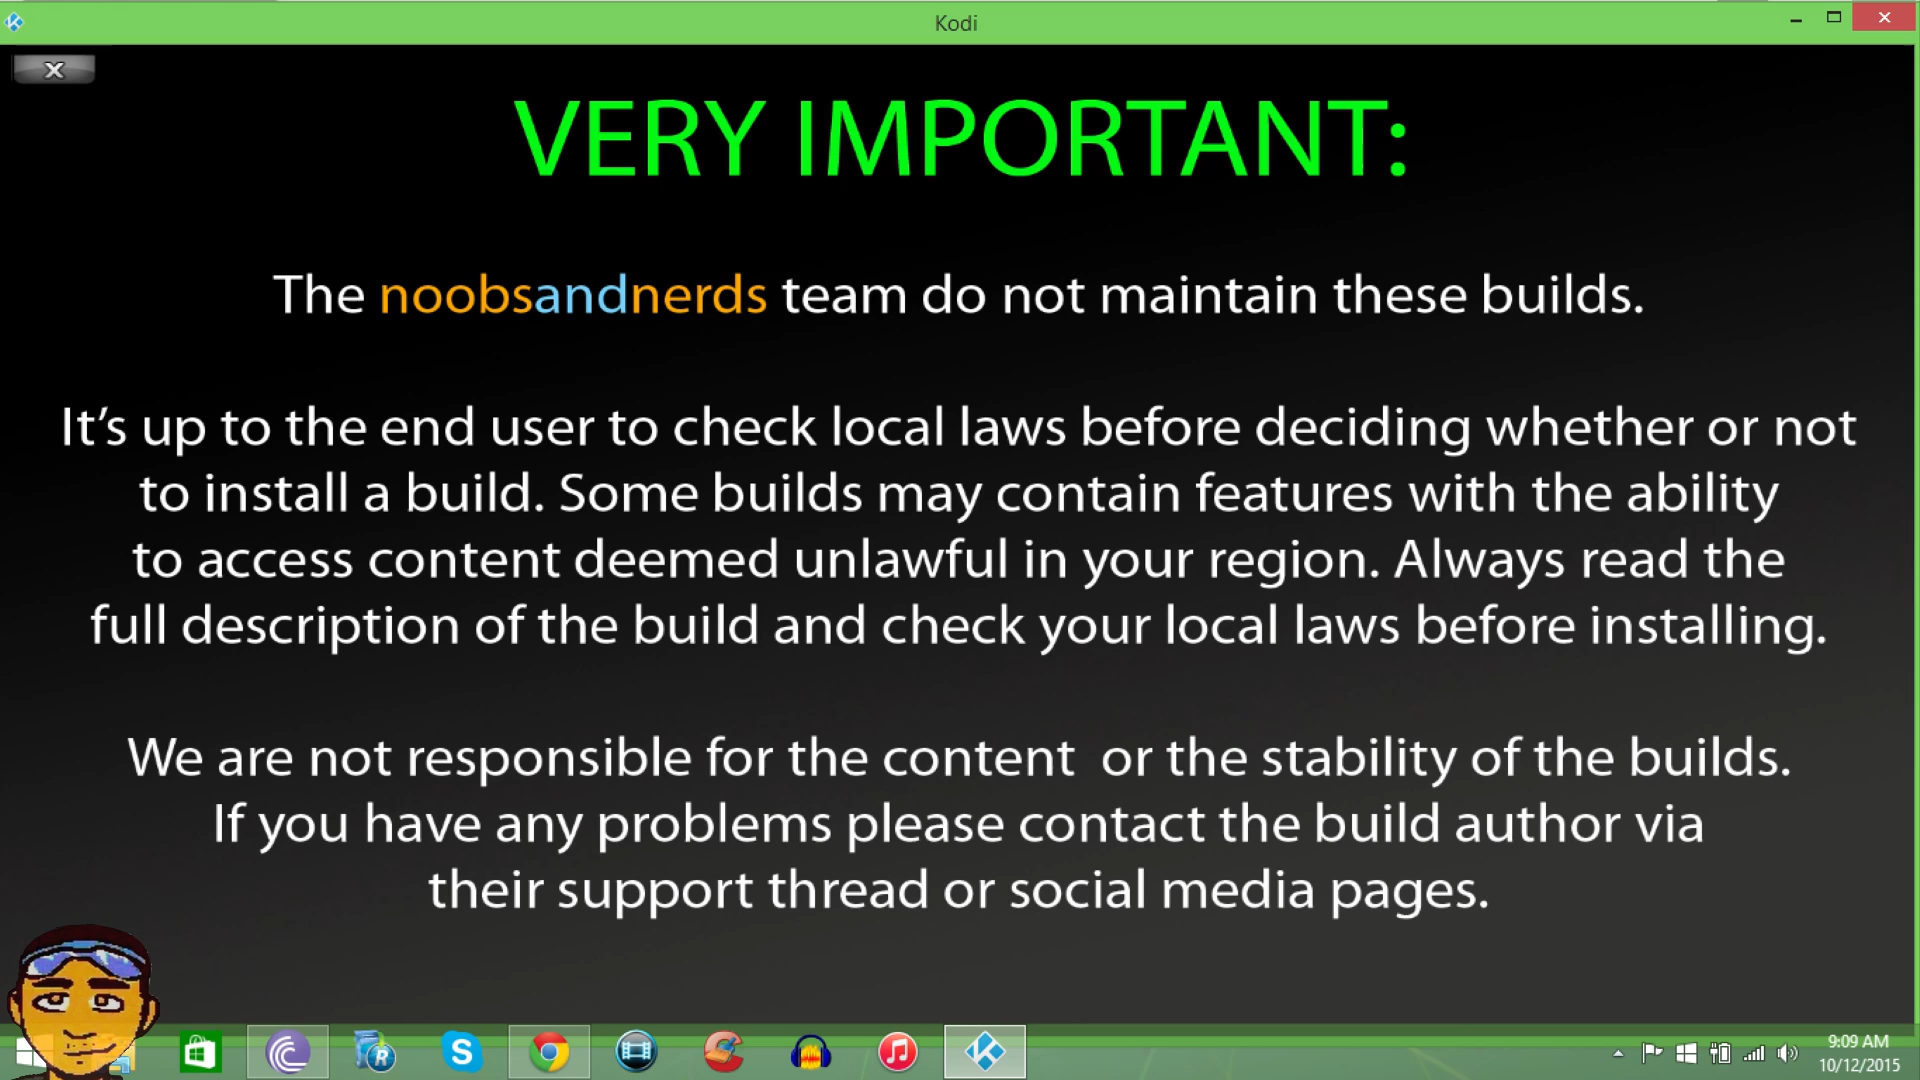 Kodi
VERY IMPORTANT:
The noobsandnerds team do not maintain these builds.
It’s up to the end user to check local laws before deciding whether or not
to install a build. Some builds may contain features with the ability
to access content deemed unlawful in your region. Always read the
full description of the build and check your local laws before installing.
We are not responsible for the content  or the stability of the builds.
If you have any problems please contact the build author via
their support thread or social media pages.
9:09 AM
10/12/2015